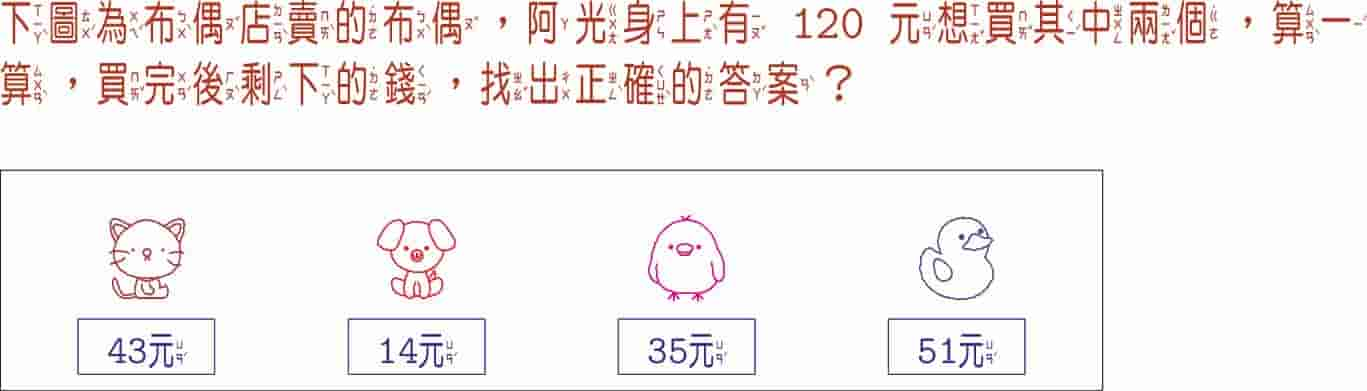 下圖為布偶店賣的布偶，阿光身上有 120 元想買其中兩個，算一
算，買完後剩下的錢，找出正確的答案？
43元 14元 35元 51元